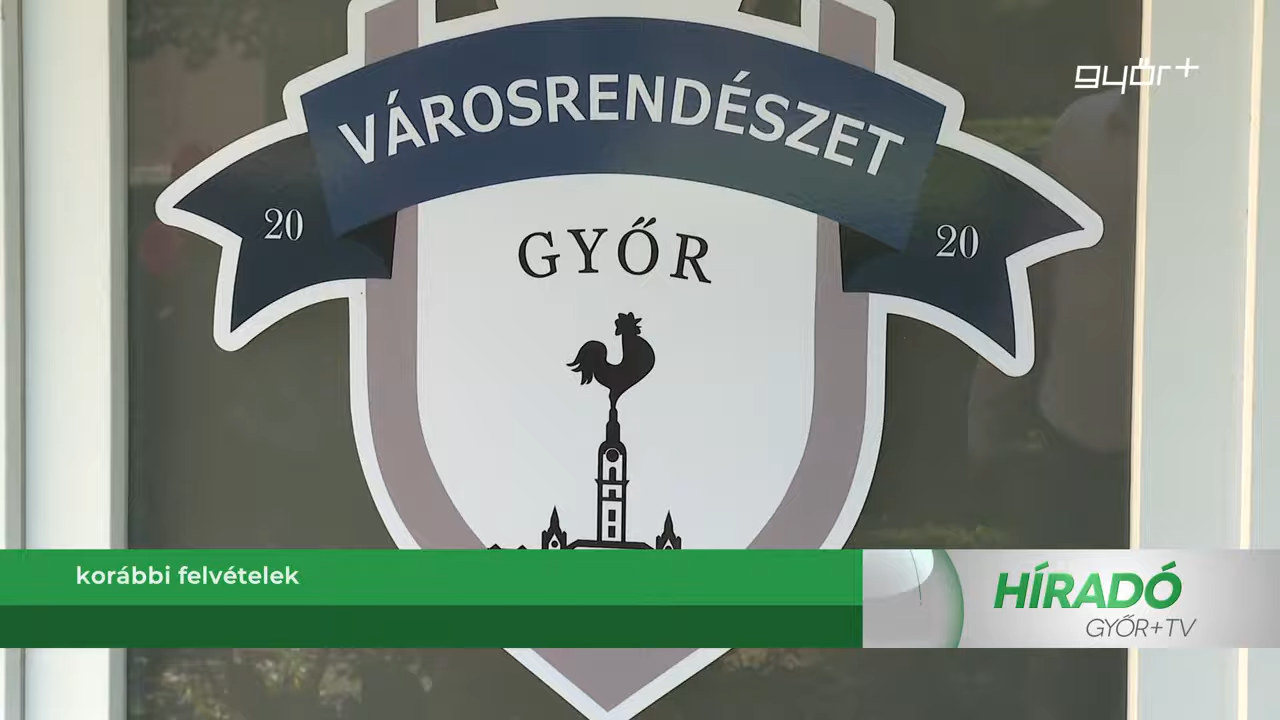 győr+
VÁROSRENDÉSZET
20
20
GYŐR
korábbi felvételek
HÍRADÓ
GYŐR+TV